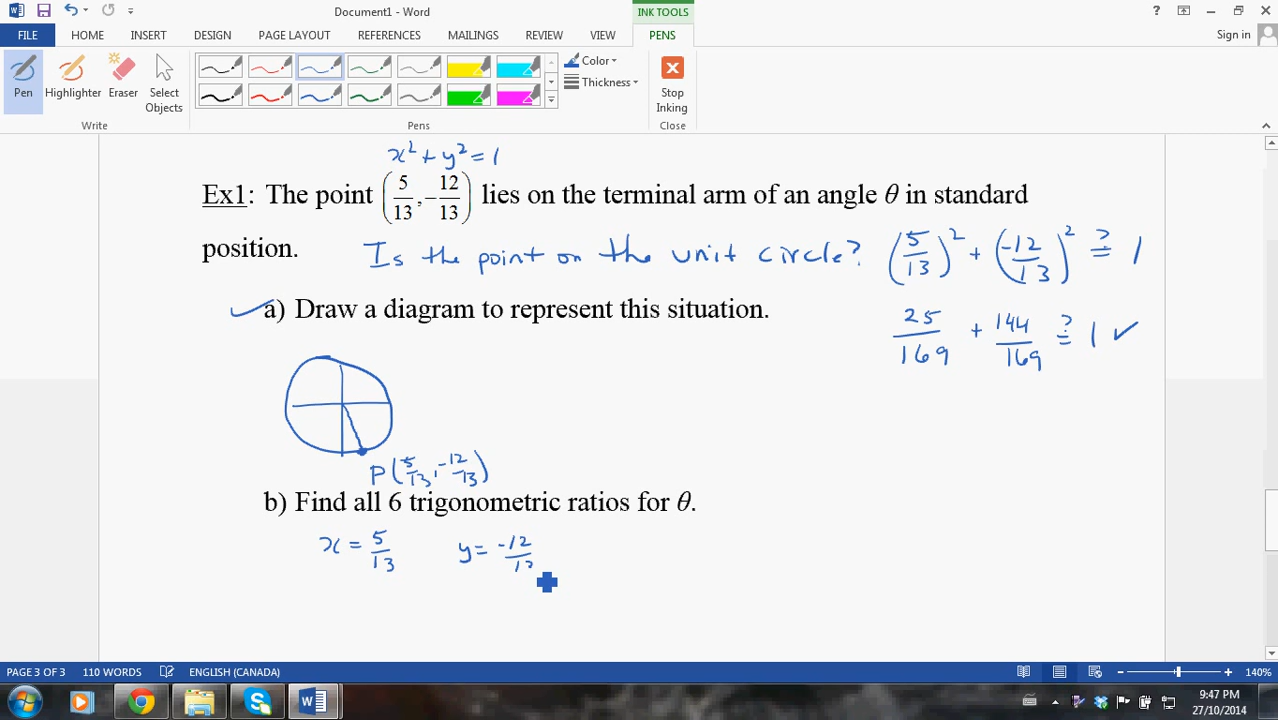 Document1 - Word
INK TOOLS
?
FILE HOME INSERT DESIGN PAGE LAYOUT REFERENCES MAILINGS REVIEW VIEW PENS Sign in
Pen Highlighter Eraser Select Objects Color Thickness Stop Inking
Write Pens Close
x² + y² = 1
Ex1: The point (5/13, -12/13) lies on the terminal arm of an angle θ in standard
position. Is the point on the unit circle? (5/13)² + (-12/13)² ≟ 1
a) Draw a diagram to represent this situation.
25/169 + 144/169 ≟ 1 ✓
P(5/13, -12/13)
b) Find all 6 trigonometric ratios for θ.
x = 5/13 y = -12/13
PAGE 3 OF 3 110 WORDS ENGLISH (CANADA) 140%
9:47 PM
27/10/2014